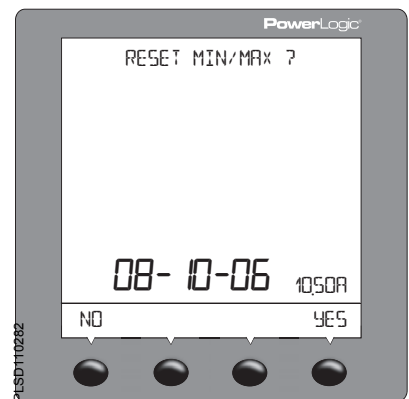 PowerLogic®
RESET MIN/MAX ?
08-10-06 10,50A
NO YES
PLSD110282